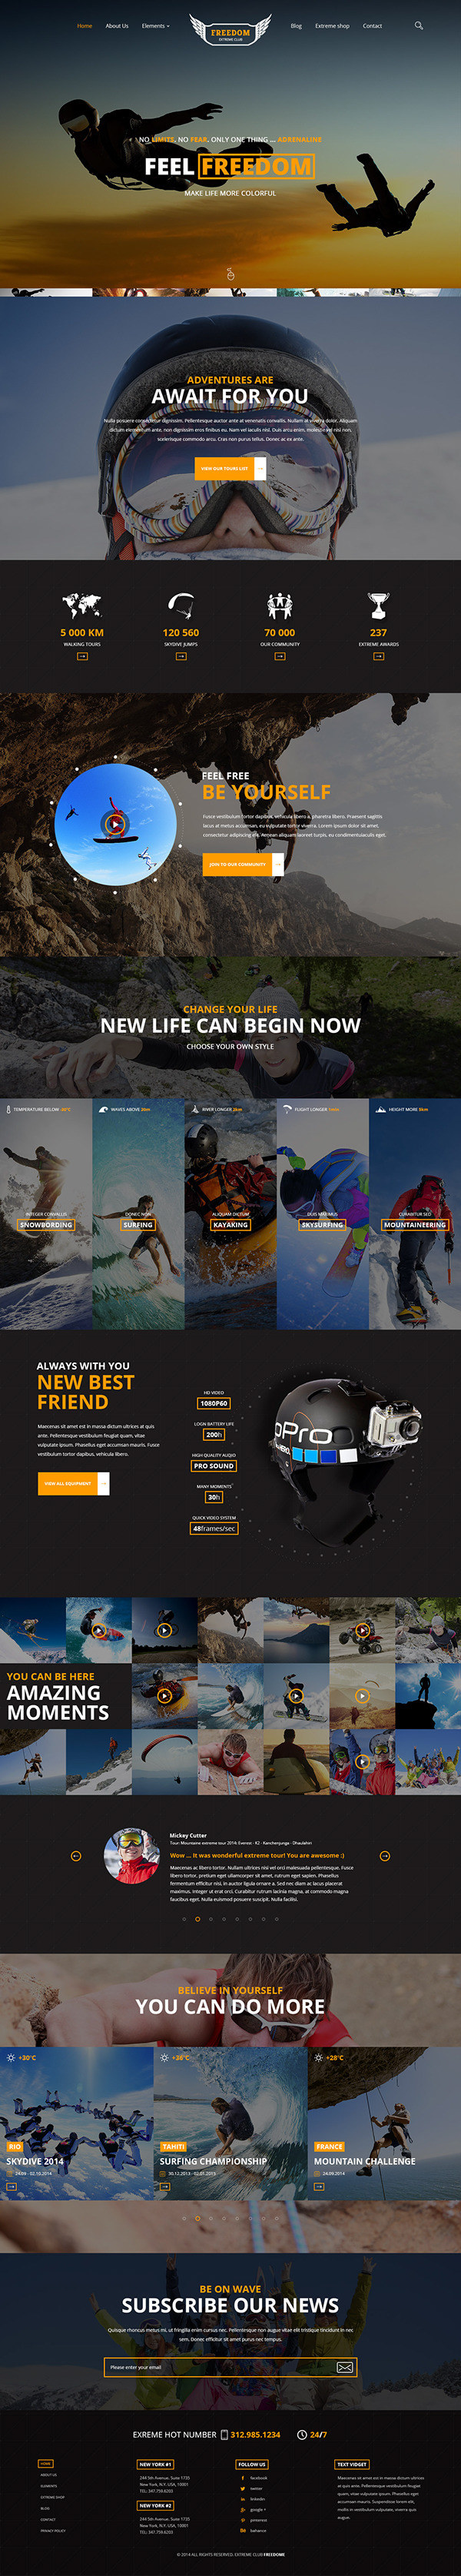 Home About Us Elements
FREEDOM
EXTREME CLUB
Blog Extreme shop Contact
NO LIMITS, NO FEAR, ONLY ONE THING ... ADRENALINE
FEEL FREEDOM
MAKE LIFE MORE COLORFUL
ADVENTURES ARE
AWAIT FOR YOU
Nulla posuere consectetur dignissim. Pellentesque auctor ante at venenatis convallis. Nullam at viverra dolor. Aliquam
dictum elementum ante, non dignissim eros finibus eu. Nam vel iaculis nisl. Duis arcu enim, molestie vel nisi non,
scelerisque commodo arcu. Cras non purus tellus. Donec ac ex ante.
VIEW OUR TOURS LIST
5 000 KM
WALKING TOURS
120 560
SKYDIVE JUMPS
70 000
OUR COMMUNITY
237
EXTREME AWARDS
FEEL FREE
BE YOURSELF
Fusce vestibulum tortor dapibus, vehicula libero a, pharetra libero. Praesent sagittis
lacus at metus accumsan, eu vulputate tortor viverra. Lorem ipsum dolor sit amet,
consectetur adipiscing elit. Aenean aliquam laoreet turpis, eu condimentum
JOIN TO OUR COMMUNITY
CHANGE YOUR LIFE
NEW LIFE CAN BEGIN NOW
CHOOSE YOUR OWN STYLE
TEMPERATURE BELOW
WAVES ABOVE 20m
RIVER LONGER
FLIGHT LONGER
HEIGHT MORE 5km
INTEGER CONVALLIS
SNOWBORDING
DONEC NON
SURFING
ALIQUAM DICTUM
KAYAKING
DUIS MAXIMUS
SKYSURFING
CURABITUR SED
MOUNTAINEERING
ALWAYS WITH YOU
NEW BEST
FRIEND
Maecenas sit amet est in massa dictum ultrices at quis
ante. Pellentesque vestibulum feugiat quam, vitae
vulputate ipsum. Phasellus eget accumsan mauris. Fusce
vestibulum tortor dapibus, vehicula libero.
VIEW ALL EQUIPMENT
HD VIDEO
1080P60
LOGN BATTERY LIFE
200h
HIGH QUALITY AUQIO
PRO SOUND
MANY MOMENTS
30h
QUICK VIDEO SYSTEM
48frames/sec
oPro
YOU CAN BE HERE
AMAZING
MOMENTS
Mickey Cutter
Tour: Mountains extreme tour 2014: Everest - K2 - Kanchenjunga - Dhaulahiri
Wow ... It was wonderful extreme tour! You are awesome :)
Maecenas ac libero tortor. Nullam ultrices nisi vel orci malesuada pellentesque. Fusce
libero tortor, pretium eget ullamcorper sit amet, rutrum eget sapien. Phasellus
fermentum efficitur nisl, in auctor ligula ornare a. Sed nec diam ac lacus placerat
maximus. Integer ut erat orci. Curabitur rutrum lacinia magna, at commodo magna
faucibus et. Nulla euismod posuere suscipit. Nulla facilisi.
BELIEVE IN YOURSELF
YOU CAN DO MORE
+30°C
+26°C
+28°C
RIO
SKYDIVE 2014
24.09 - 02.10.2014
TAHITI
SURFING CHAMPIONSHIP
30.12.2013 - 02.01.2015
FRANCE
MOUNTAIN CHALLENGE
24.09.2014
BE ON WAVE
SUBSCRIBE OUR NEWS
Quisque rhoncus metus mi, ut fringilla enim cursus nec. Pellentesque non augue vitae elit tristique tincidunt in nec
sem. Donec efficitur sit amet purus nec tempus.
Please enter your email
EXREME HOT NUMBER 312.985.1234 24/7
HOME
ABOUT US
ELEMENTS
EXTREME SHOP
BLOG
CONTACT
PRIVACY POLICY
NEW YORK #1
244 5th Avenue, Suite 1735
New York, N.Y. USA, 10001
TEL: 347.759.6203
NEW YORK #2
244 5th Avenue, Suite 1725
New York, N.Y. USA, 10001
TEL: 347.759.6203
FOLLOW US
facebook
twitter
linkedin
google +
pinterest
behance
TEXT VIDGET
Maecenas sit amet est in massa dictum ultrices
at quis ante. Pellentesque vestibulum feugiat
quam, vitae vulputate ipsum. Phasellus eget
accumsan mauris. Suspendisse lorem elit,
mollis in vestibulum vulputate, viverra quis
augue.
© 2014 ALL RIGHTS RESERVED. EXTREME CLUB FREEDOME